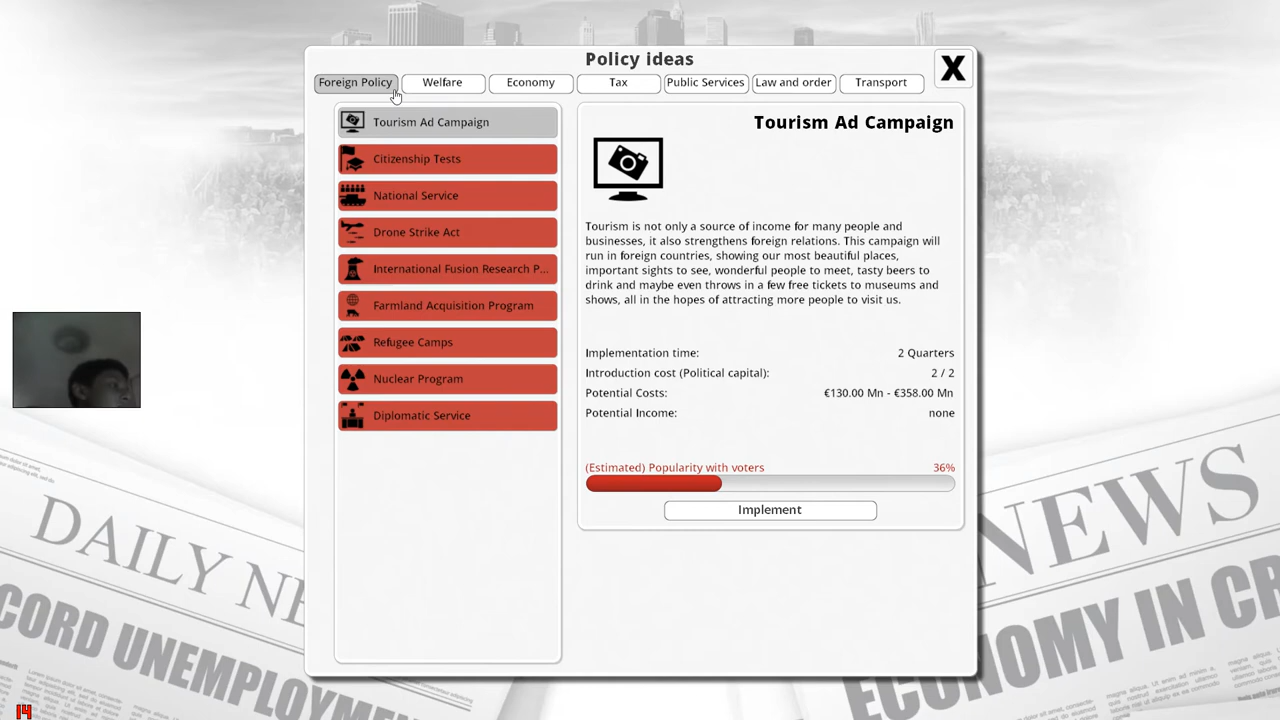 Policy ideas
X
Foreign Policy
Welfare
Economy
Tax
Public Services
Law and order
Transport
Tourism Ad Campaign
Citizenship Tests
National Service
Drone Strike Act
International Fusion Research P...
Farmland Acquisition Program
Refugee Camps
Nuclear Program
Diplomatic Service
Tourism Ad Campaign
Tourism is not only a source of income for many people and
businesses, it also strengthens foreign relations. This campaign will
run in foreign countries, showing our most beautiful places,
important sights to see, wonderful people to meet, tasty beers to
drink and maybe even throws in a few free tickets to museums and
shows, all in the hopes of attracting more people to visit us.
Implementation time: 2 Quarters
Introduction cost (Political capital): 2 / 2
Potential Costs: €130.00 Mn - €358.00 Mn
Potential Income: none
(Estimated) Popularity with voters 36%
Implement
DAILY NE
CORD UNEMPLOYM
NEWS
ECONOMY IN CR
14